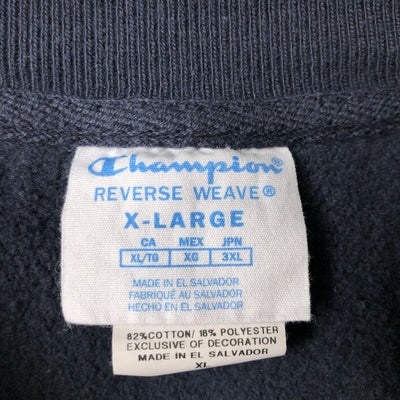 Champion
REVERSE WEAVE®
X-LARGE
CA MEX JPN
XL/TG XG 3XL
MADE IN EL SALVADOR
FABRIQUÉ AU SALVADOR
HECHO EN EL SALVADOR
82%COTTON/ 18% POLYESTER
EXCLUSIVE OF DECORATION
MADE IN EL SALVADOR
XL